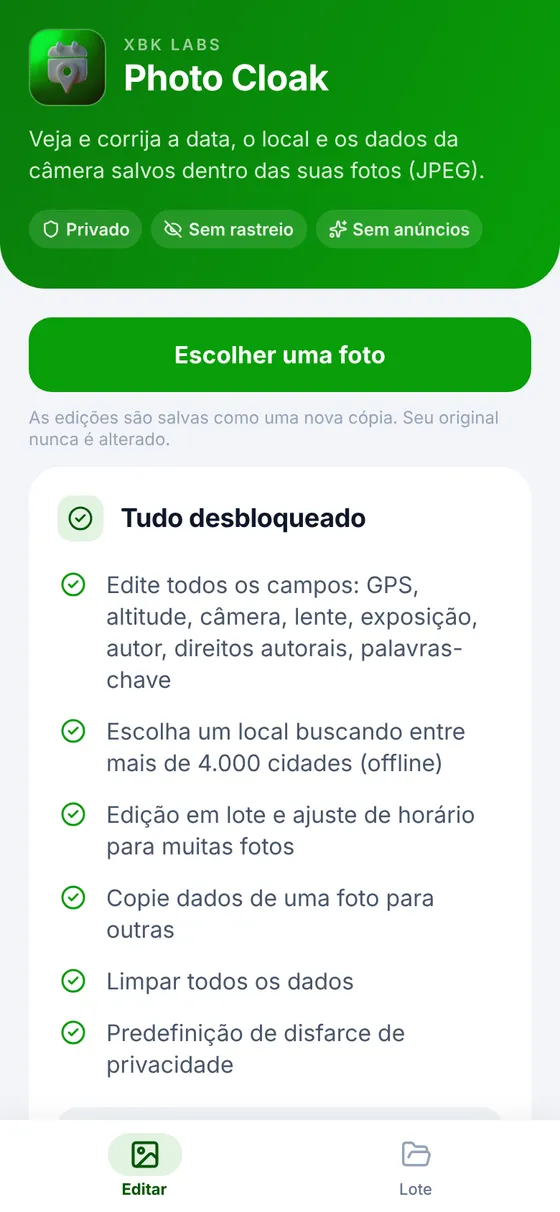 XBK LABS
Photo Cloak
Veja e corrija a data, o local e os dados da
câmera salvos dentro das suas fotos (JPEG).
Privado
Sem rastreio
Sem anúncios
Escolher uma foto
As edições são salvas como uma nova cópia. Seu original
nunca é alterado.
Tudo desbloqueado
Edite todos os campos: GPS,
altitude, câmera, lente, exposição,
autor, direitos autorais, palavras-
chave
Escolha um local buscando entre
mais de 4.000 cidades (offline)
Edição em lote e ajuste de horário
para muitas fotos
Copie dados de uma foto para
outras
Limpar todos os dados
Predefinição de disfarce de
privacidade
Editar
Lote